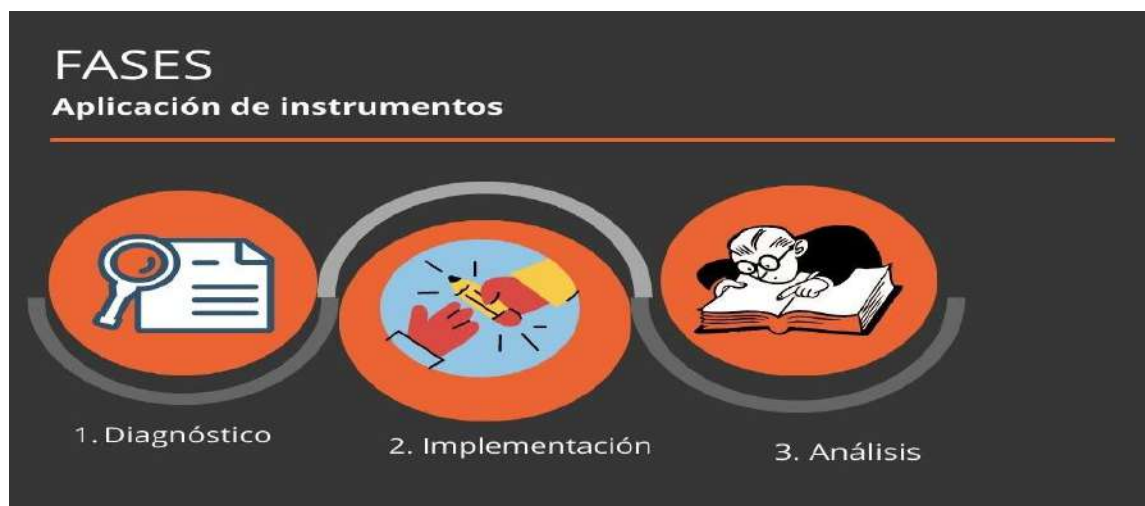 FASES
Aplicación de instrumentos
1. Diagnóstico
2. Implementación
3. Análisis